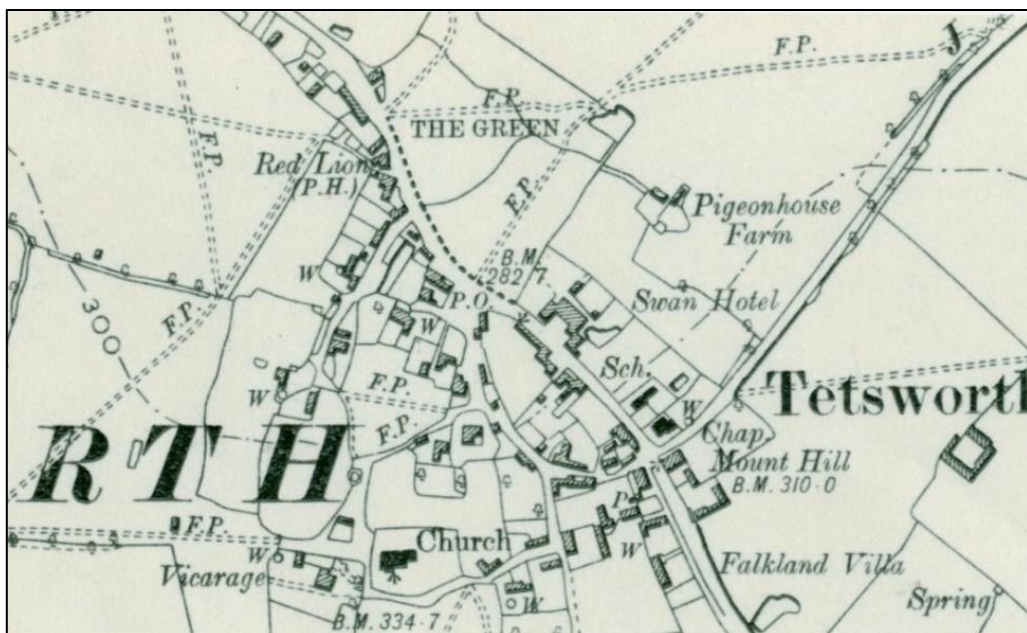 F.P.
J
F.P.
THE GREEN
F.P.
Red Lion
(P.H.)
F.P.
Pigeonhouse
Farm
B.M.
282·7
W
P.O.
Swan Hotel
300
F.P.
W
Sch.
F.P.
W
Tetsworth
W
F.P.
Chap.
RTH
Mount Hill
B.M. 310·0
P
F.P.
Church
W
W
Falkland Villa
Vicarage
W
Spring
B.M. 334·7